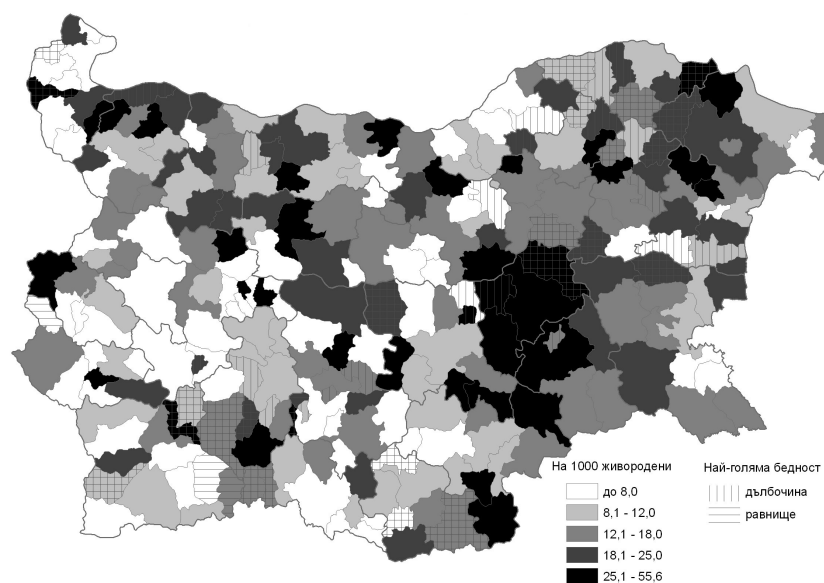 На 1000 живородени
до 8,0
8,1 - 12,0
12,1 - 18,0
18,1 - 25,0
25,1 - 55,6
Най-голяма бедност
дълбочина
равнище